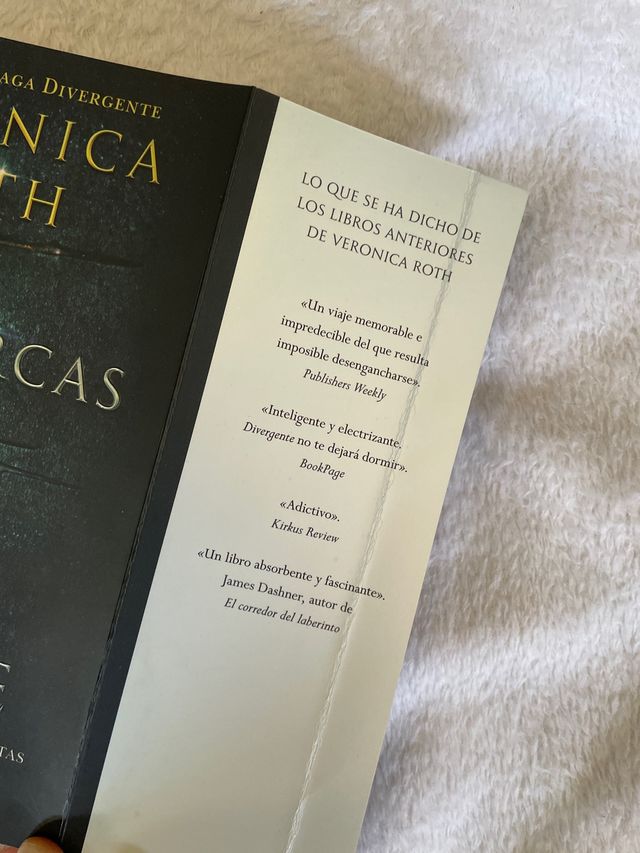 AGA DIVERGENTE
NICA
TH
RCAS
E
TAS
LO QUE SE HA DICHO DE
LOS LIBROS ANTERIORES
DE VERONICA ROTH
«Un viaje memorable e
impredecible del que resulta
imposible desengancharse».
Publishers Weekly
«Inteligente y electrizante.
Divergente no te dejará dormir».
BookPage
«Adictivo».
Kirkus Review
«Un libro absorbente y fascinante».
James Dashner, autor de
El corredor del laberinto